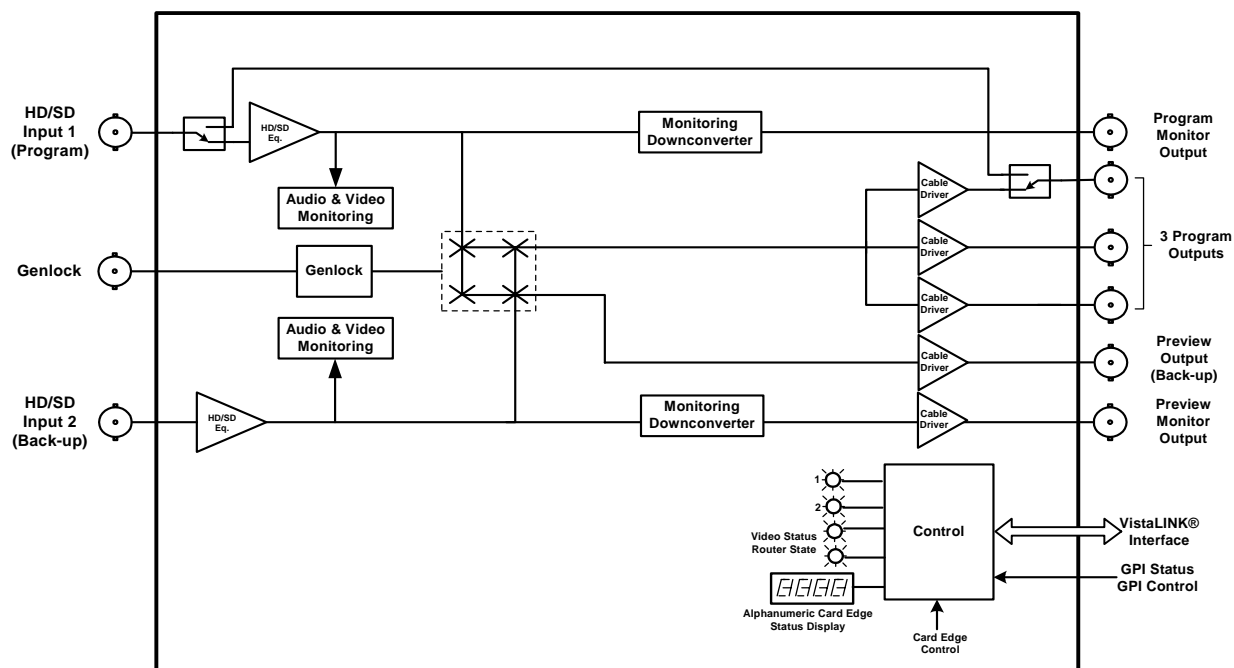 HD/SD
Input 1
(Program)
HD/SD
Eq.
Audio & Video
Monitoring
Monitoring
Downconverter
Program
Monitor
Output
Cable
Driver
Cable
Driver
3 Program
Outputs
Genlock
Genlock
Cable
Driver
Audio & Video
Monitoring
Cable
Driver
Preview
Output
(Back-up)
HD/SD
Input 2
(Back-up)
HD/SD
Eq.
Monitoring
Downconverter
Cable
Driver
Preview
Monitor
Output
1
2
Video Status
Router State
Control
VistaLINK®
Interface
GPI Status
GPI Control
Alphanumeric Card Edge
Status Display
Card Edge
Control